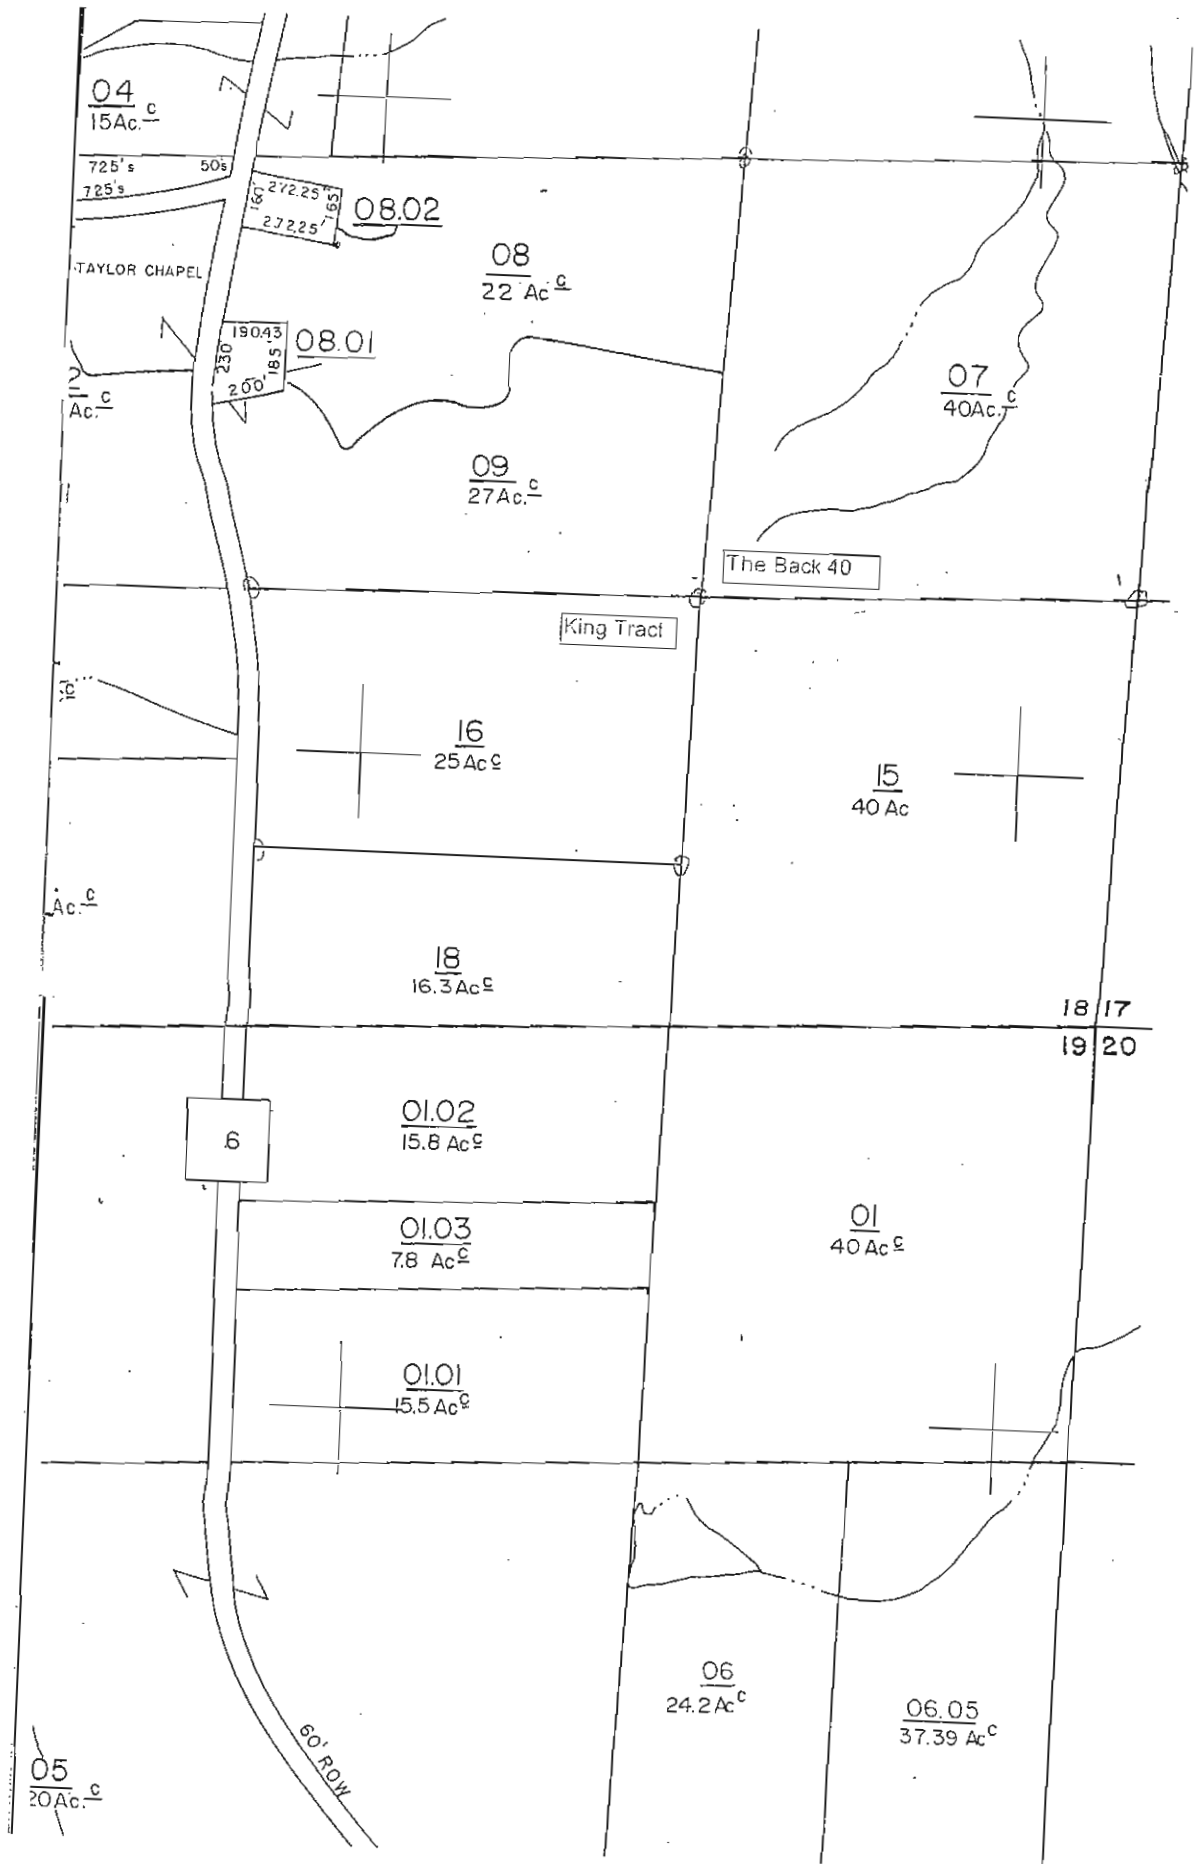 04
15Ac.c
725's
50's
725's
160'
272.25'
165'
272.25'
08.02
TAYLOR CHAPEL
08
22 Ac c
190.43
230'
185'
200'
08.01
Ac. c
07
40Ac. c
09
27Ac. c
The Back 40
King Tract
c
16
25Ac c
15
40 Ac
Ac. c
18
16.3Ac c
18 17
19 20
01.02
15.8 Ac c
6
01.03
7.8 Ac c
01
40 Ac c
01.01
15.5 Ac c
06
24.2 Ac c
06.05
37.39 Ac c
60' ROW
05
20Ac. c